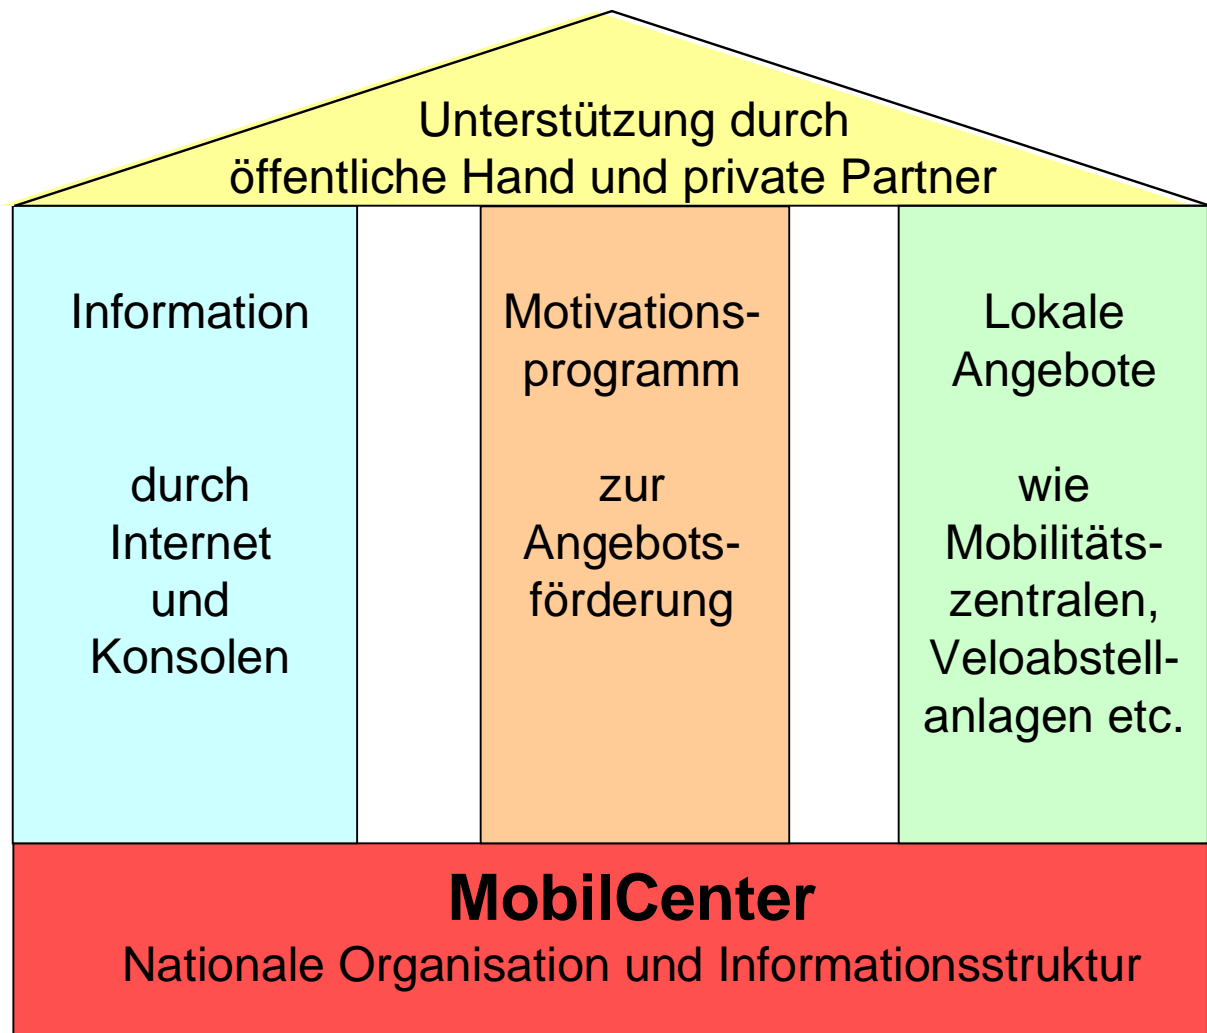 Unterstützung durch
öffentliche Hand und private Partner
Information
durch
Internet
und
Konsolen
Motivations-
programm
zur
Angebots-
förderung
Lokale
Angebote
wie
Mobilitäts-
zentralen,
Veloabstell-
anlagen etc.
MobilCenter
Nationale Organisation und Informationsstruktur